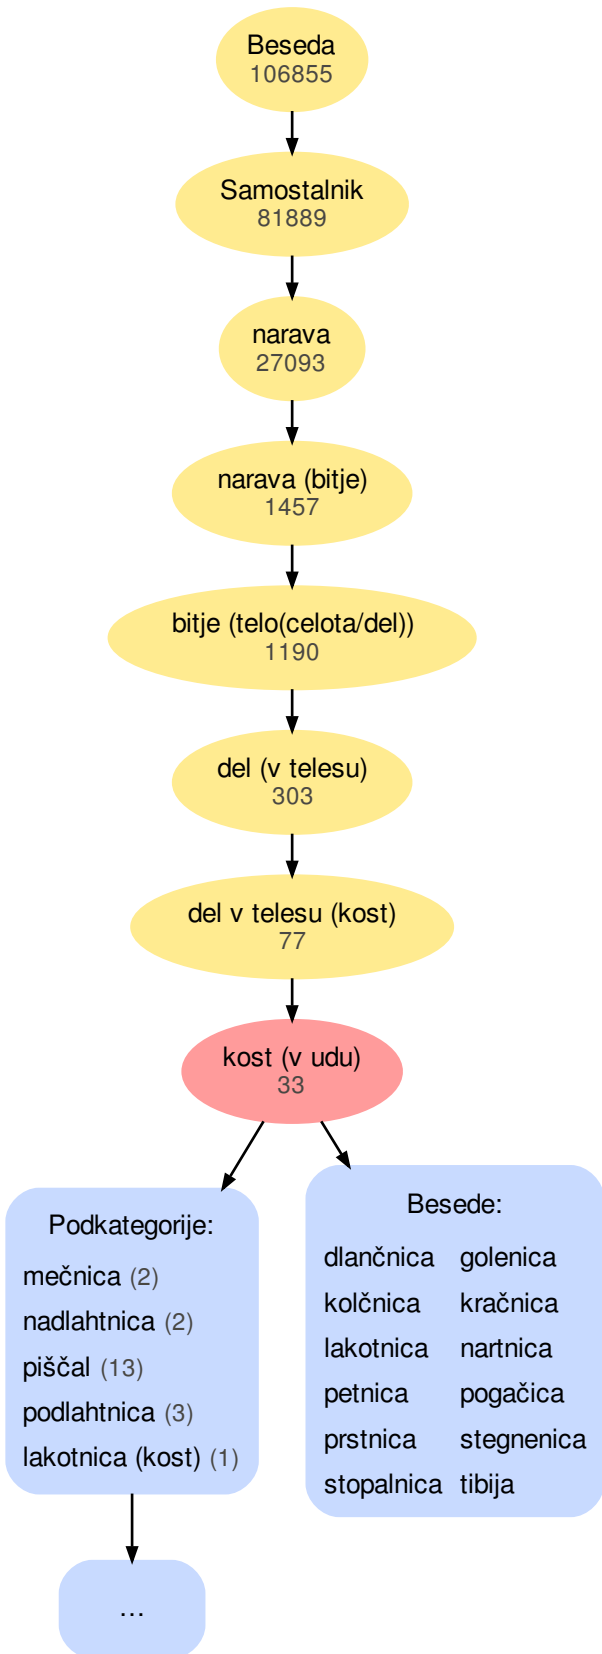 Beseda
106855
Samostalnik
81889
narava
27093
narava (bitje)
1457
bitje (telo(celota/del))
1190
del (v telesu)
303
del v telesu (kost)
77
kost (v udu)
33
Podkategorije:
mečnica (2)
nadlahtnica (2)
piščal (13)
podlahtnica (3)
lakotnica (kost) (1)
...
Besede:
dlančnica golenica
kolčnica kračnica
lakotnica nartnica
petnica pogačica
prstnica stegnenica
stopalnica tibija